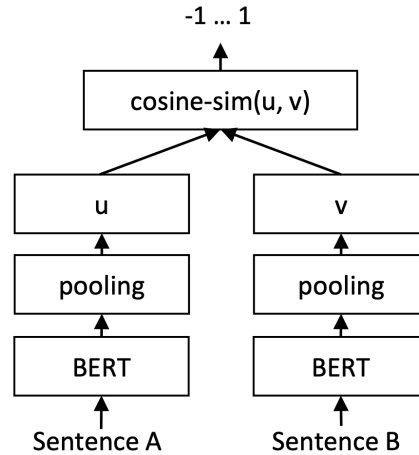 -1 … 1
cosine-sim(u, v)
u v
pooling pooling
BERT BERT
Sentence A Sentence B